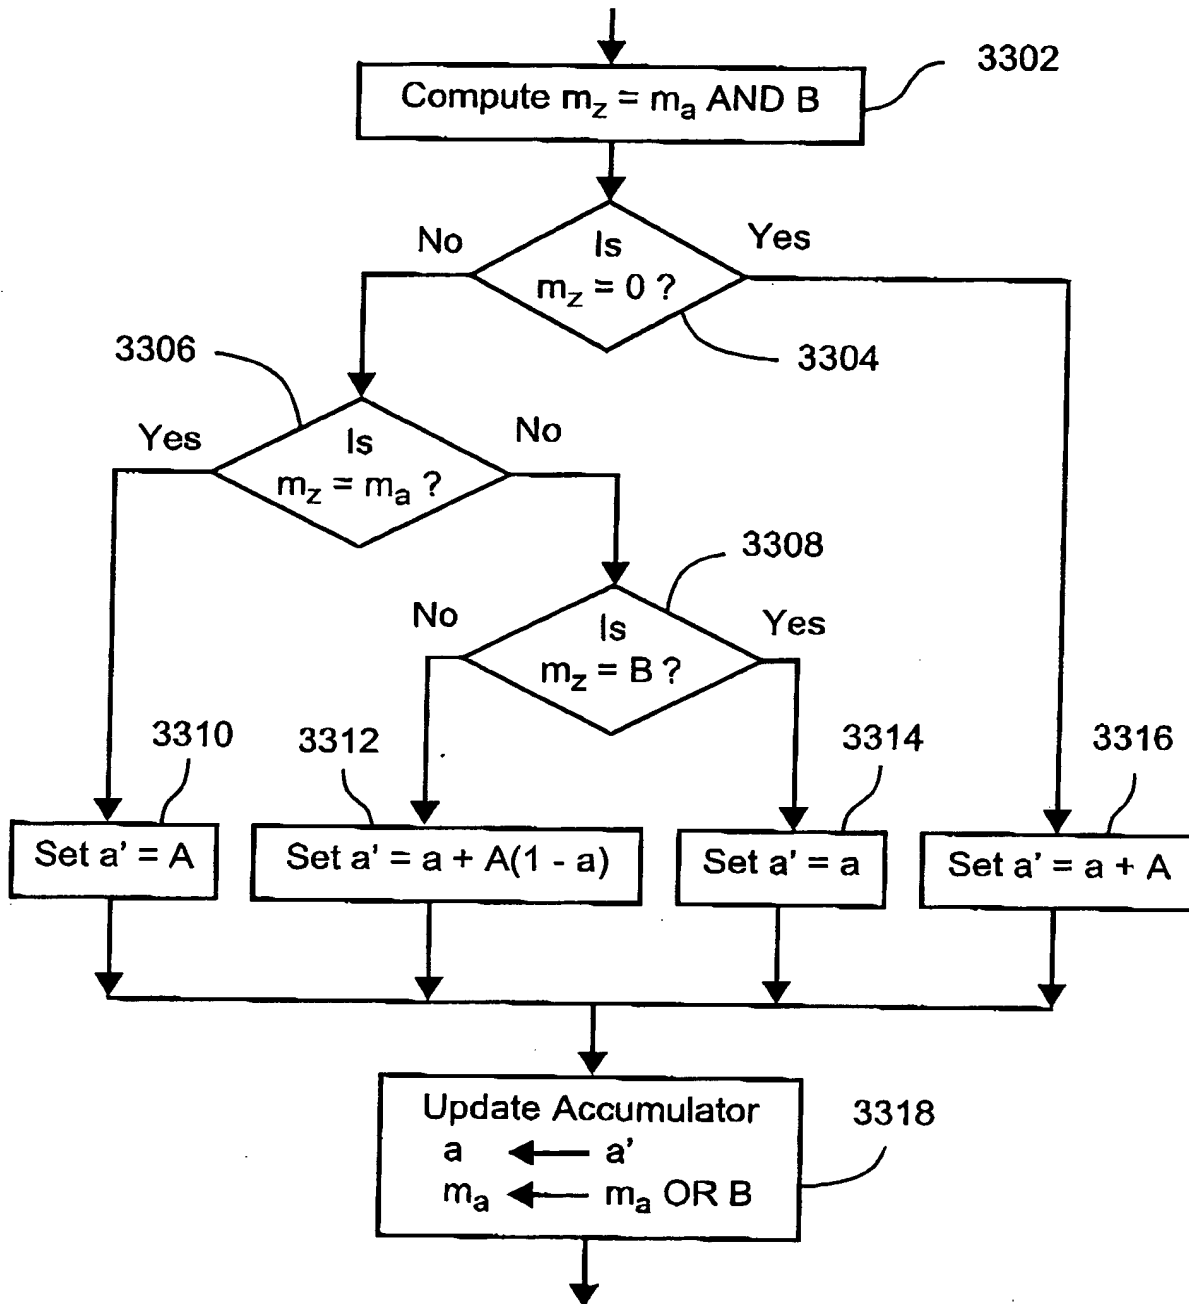 3302
Compute m_z = m_a AND B
No
Yes
Is
m_z = 0 ?
3304
3306
Yes
No
Is
m_z = m_a ?
3308
No
Yes
Is
m_z = B ?
3310
3312
3314
3316
Set a' = A
Set a' = a + A(1 - a)
Set a' = a
Set a' = a + A
3318
Update Accumulator
a ← a'
m_a ← m_a OR B